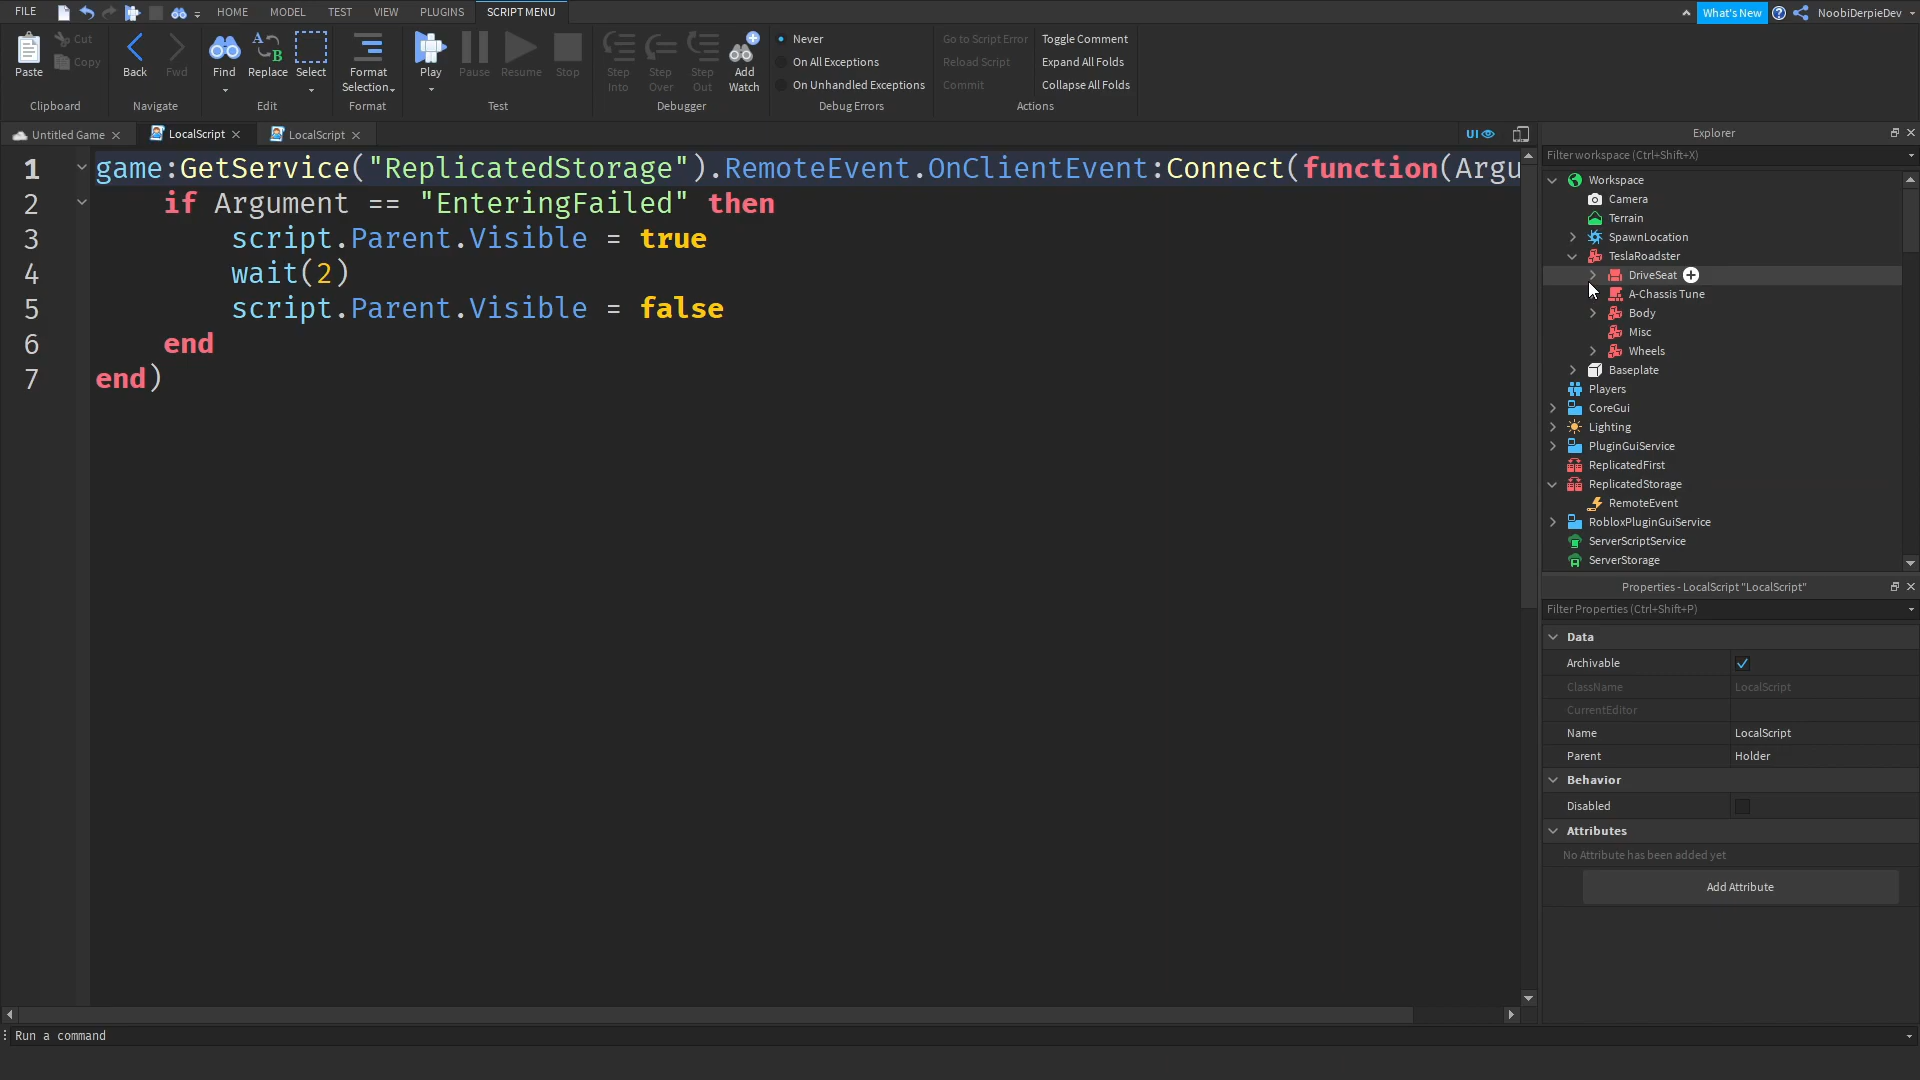 FILE
HOME
MODEL
TEST
VIEW
PLUGINS
SCRIPT MENU
What's New
NoobiDerpieDev
Paste
Cut
Copy
Clipboard
Back
Fwd
Navigate
Find
Replace
Select
Edit
Format
Selection
Format
Play
Pause
Resume
Stop
Test
Step
Into
Step
Over
Step
Out
Add
Watch
Debugger
Never
On All Exceptions
On Unhandled Exceptions
Debug Errors
Go to Script Error
Reload Script
Commit
Toggle Comment
Expand All Folds
Collapse All Folds
Actions
Untitled Game
LocalScript
LocalScript
UI
1 game:GetService("ReplicatedStorage").RemoteEvent.OnClientEvent:Connect(function(Argu
2 if Argument == "EnteringFailed" then
3 script.Parent.Visible = true
4 wait(2)
5 script.Parent.Visible = false
6 end
7 end)
Run a command
Explorer
Filter workspace (Ctrl+Shift+X)
Workspace
Camera
Terrain
SpawnLocation
TeslaRoadster
DriveSeat
A-Chassis Tune
Body
Misc
Wheels
Baseplate
Players
CoreGui
Lighting
PluginGuiService
ReplicatedFirst
ReplicatedStorage
RemoteEvent
RobloxPluginGuiService
ServerScriptService
ServerStorage
Properties - LocalScript "LocalScript"
Filter Properties (Ctrl+Shift+P)
Data
Archivable
ClassName LocalScript
CurrentEditor
Name LocalScript
Parent Holder
Behavior
Disabled
Attributes
No Attribute has been added yet
Add Attribute